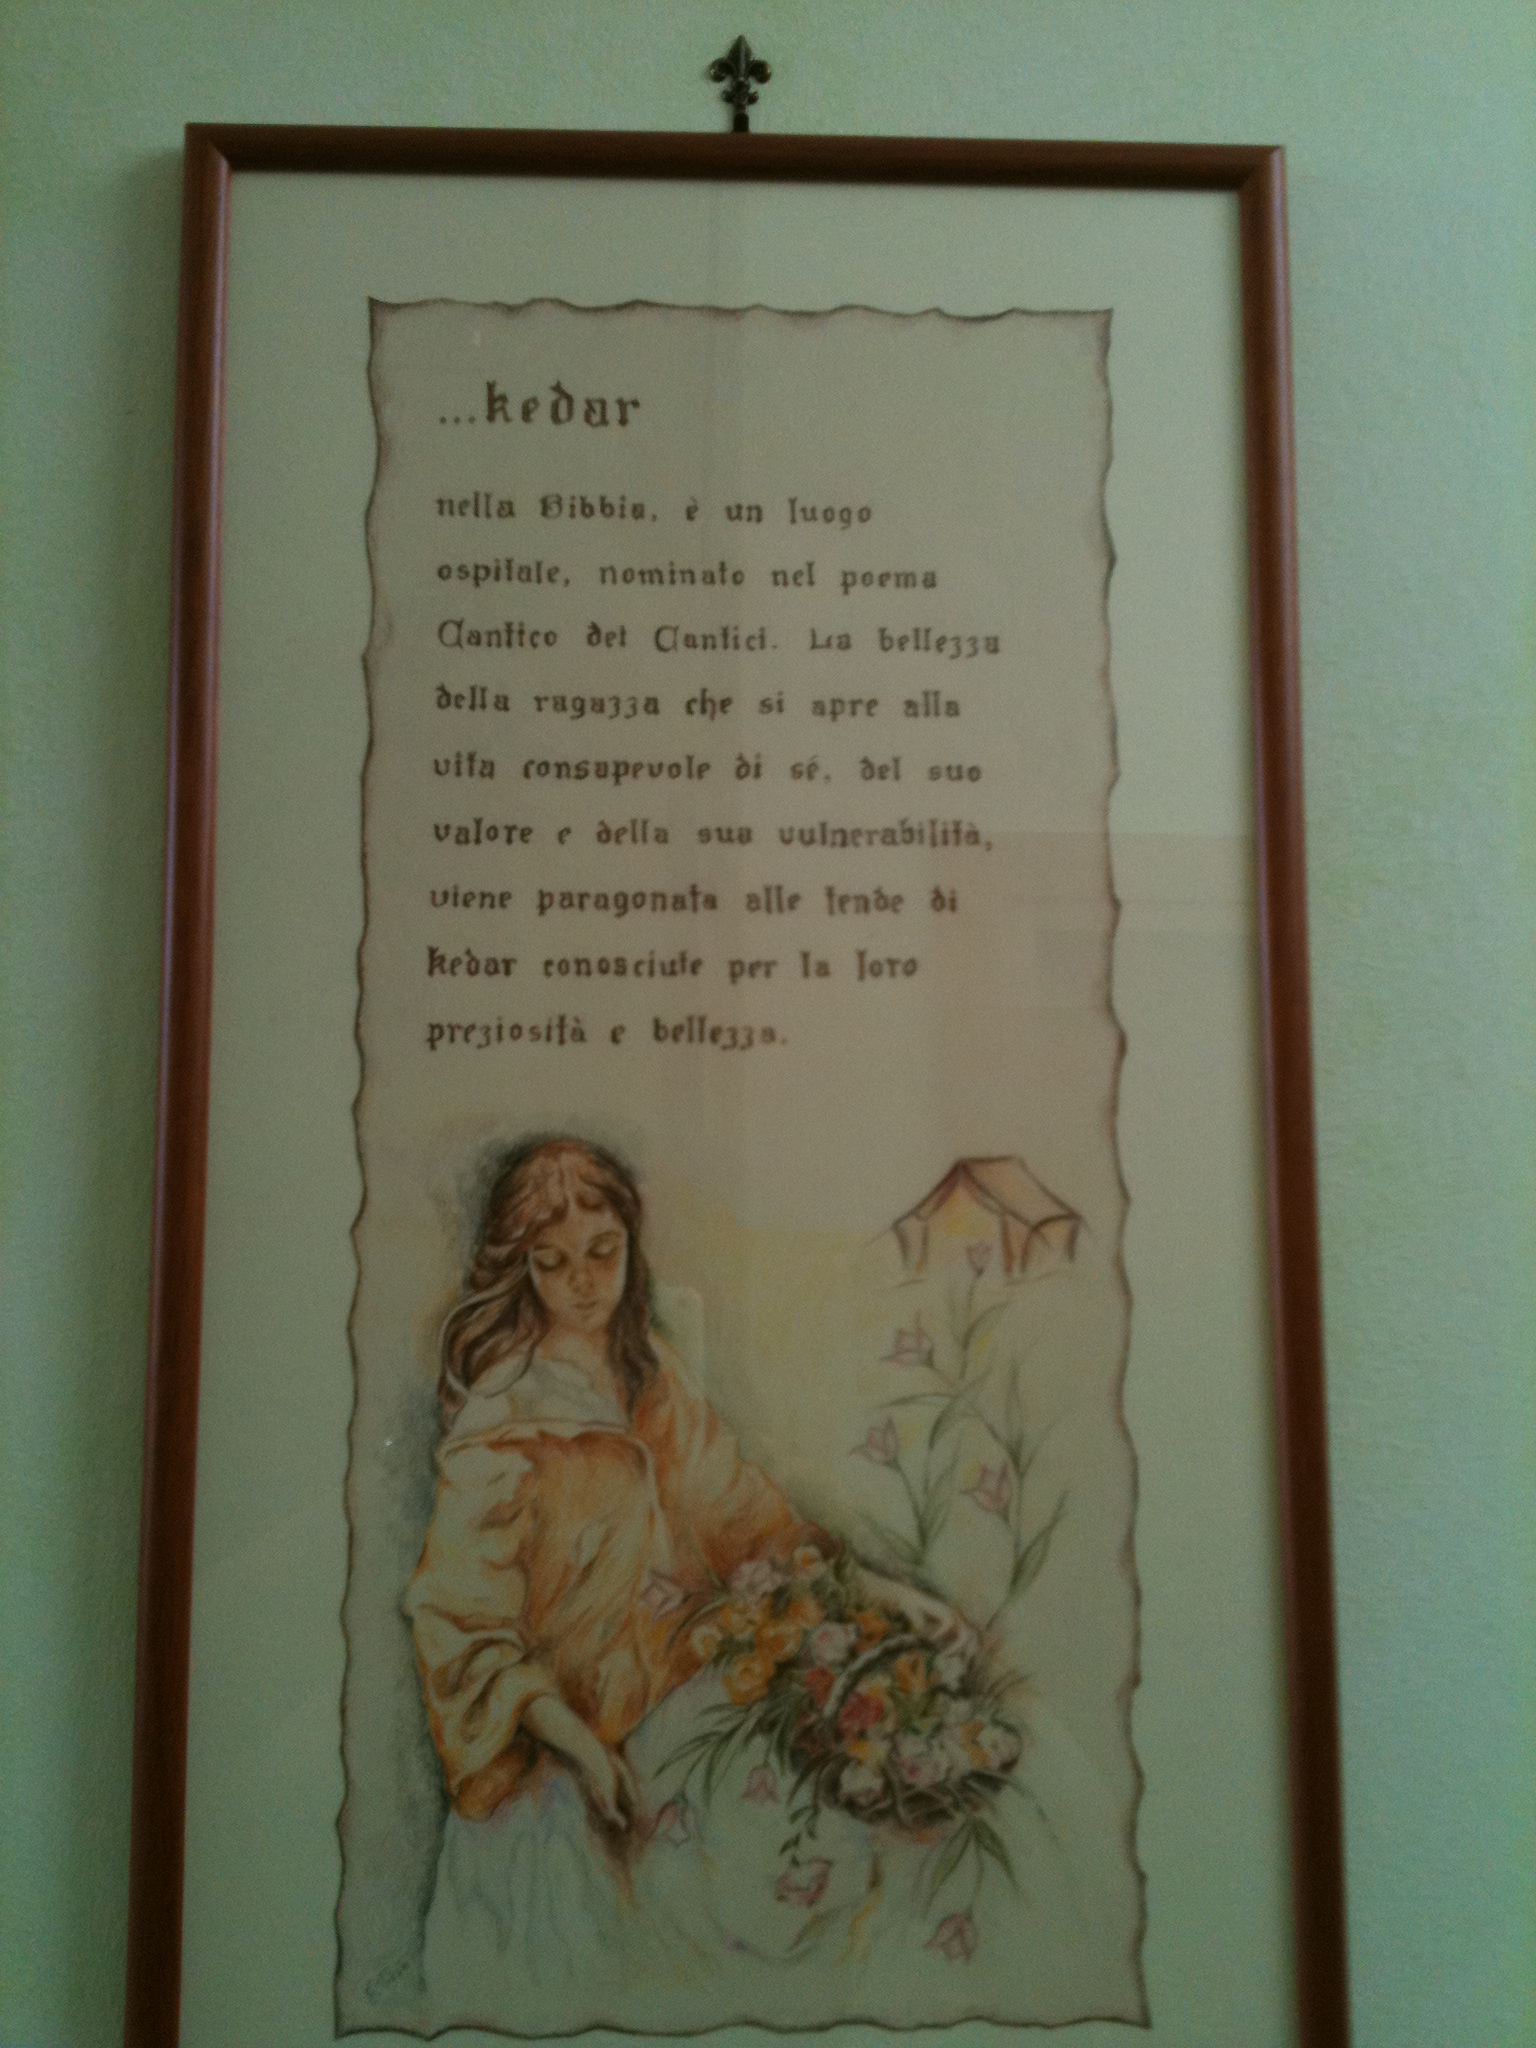 ...kedar
nella Bibbia, è un luogo
ospitale, nominato nel poema
Cantico dei Cantici. La bellezza
della ragazza che si apre alla
vita consapevole di sé, del suo
valore e della sua vulnerabilità,
viene paragonata alle tende di
kedar conosciute per la loro
preziosità e bellezza.